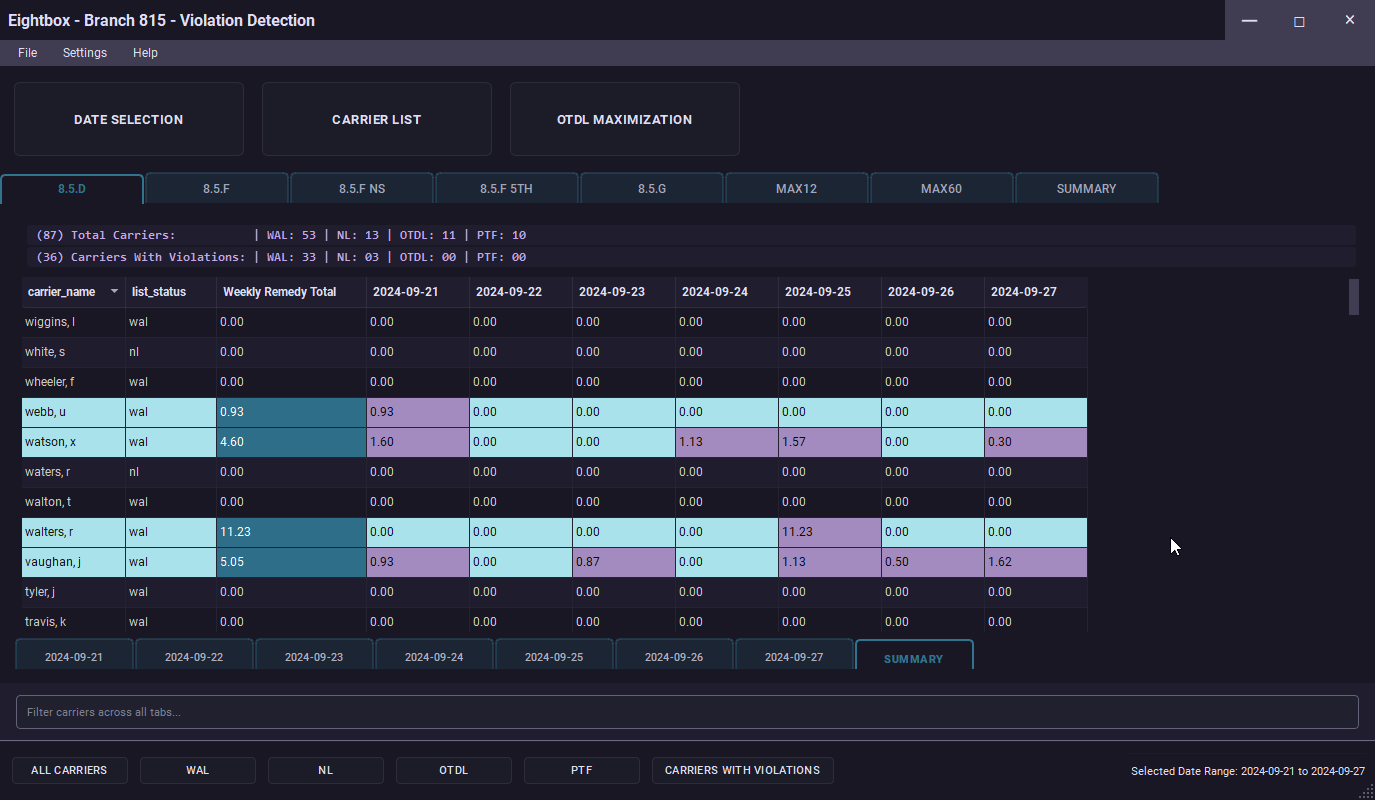 Eightbox - Branch 815 - Violation Detection
File Settings Help
DATE SELECTION CARRIER LIST OTDL MAXIMIZATION
8.5.D 8.5.F 8.5.F NS 8.5.F 5TH 8.5.G MAX12 MAX60 SUMMARY
(87) Total Carriers: | WAL: 53 | NL: 13 | OTDL: 11 | PTF: 10
(36) Carriers With Violations: | WAL: 33 | NL: 03 | OTDL: 00 | PTF: 00
carrier_name list_status Weekly Remedy Total 2024-09-21 2024-09-22 2024-09-23 2024-09-24 2024-09-25 2024-09-26 2024-09-27
wiggins, l wal 0.00 0.00 0.00 0.00 0.00 0.00 0.00 0.00
white, s nl 0.00 0.00 0.00 0.00 0.00 0.00 0.00 0.00
wheeler, f wal 0.00 0.00 0.00 0.00 0.00 0.00 0.00 0.00
webb, u wal 0.93 0.93 0.00 0.00 0.00 0.00 0.00 0.00
watson, x wal 4.60 1.60 0.00 0.00 1.13 1.57 0.00 0.30
waters, r nl 0.00 0.00 0.00 0.00 0.00 0.00 0.00 0.00
walton, t wal 0.00 0.00 0.00 0.00 0.00 0.00 0.00 0.00
walters, r wal 11.23 0.00 0.00 0.00 0.00 11.23 0.00 0.00
vaughan, j wal 5.05 0.93 0.00 0.87 0.00 1.13 0.50 1.62
tyler, j wal 0.00 0.00 0.00 0.00 0.00 0.00 0.00 0.00
travis, k wal 0.00 0.00 0.00 0.00 0.00 0.00 0.00 0.00
2024-09-21 2024-09-22 2024-09-23 2024-09-24 2024-09-25 2024-09-26 2024-09-27 SUMMARY
Filter carriers across all tabs...
ALL CARRIERS WAL NL OTDL PTF CARRIERS WITH VIOLATIONS Selected Date Range: 2024-09-21 to 2024-09-27